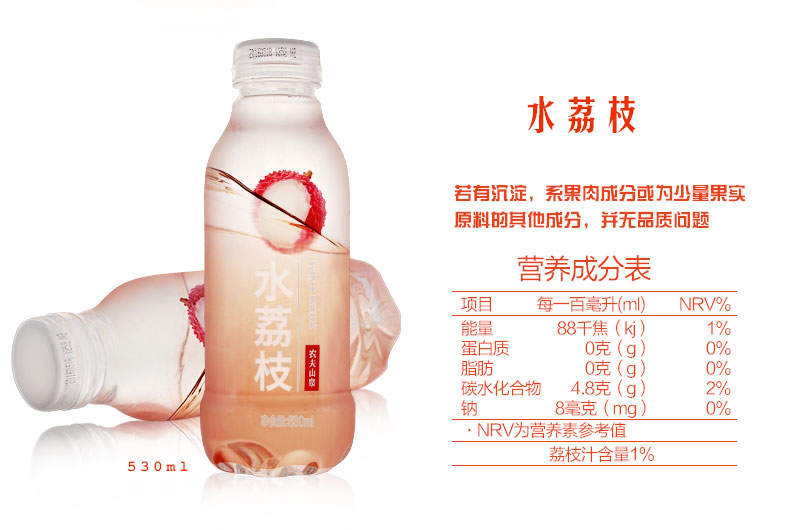 水荔枝
若有沉淀，系果肉成分或为少量果实
原料的其他成分，并无品质问题
营养成分表
项目 每一百毫升(ml) NRV%
能量 88千焦（kj） 1%
蛋白质 0克（g） 0%
脂肪 0克（g） 0%
碳水化合物 4.8克（g） 2%
钠 8毫克（mg） 0%
·NRV为营养素参考值
荔枝汁含量1%
水荔枝
农夫山泉
净含量:530ml
530ml